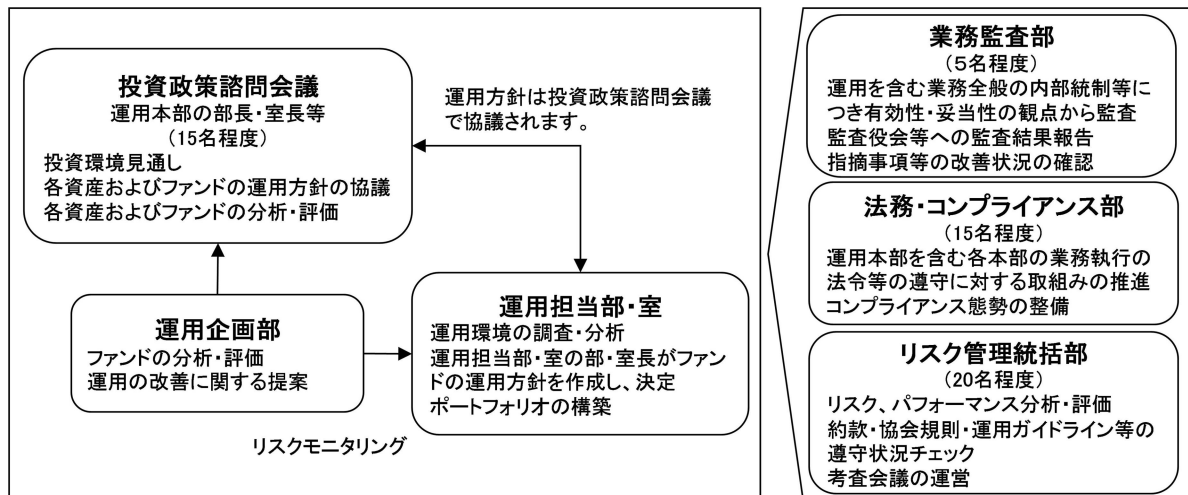 投資政策諮問会議
運用本部の部長・室長等
（15名程度）
投資環境見通し
各資産およびファンドの運用方針の協議
各資産およびファンドの分析・評価
運用方針は投資政策諮問会議
で協議されます。
運用企画部
ファンドの分析・評価
運用の改善に関する提案
運用担当部・室
運用環境の調査・分析
運用担当部・室の部・室長がファン
ドの運用方針を作成し、決定
ポートフォリオの構築
リスクモニタリング
業務監査部
（5名程度）
運用を含む業務全般の内部統制等に
つき有効性・妥当性の観点から監査
監査役会等への監査結果報告
指摘事項等の改善状況の確認
法務・コンプライアンス部
（15名程度）
運用本部を含む各本部の業務執行の
法令等の遵守に対する取組みの推進
コンプライアンス態勢の整備
リスク管理統括部
（20名程度）
リスク、パフォーマンス分析・評価
約款・協会規則・運用ガイドライン等の
遵守状況チェック
考査会議の運営